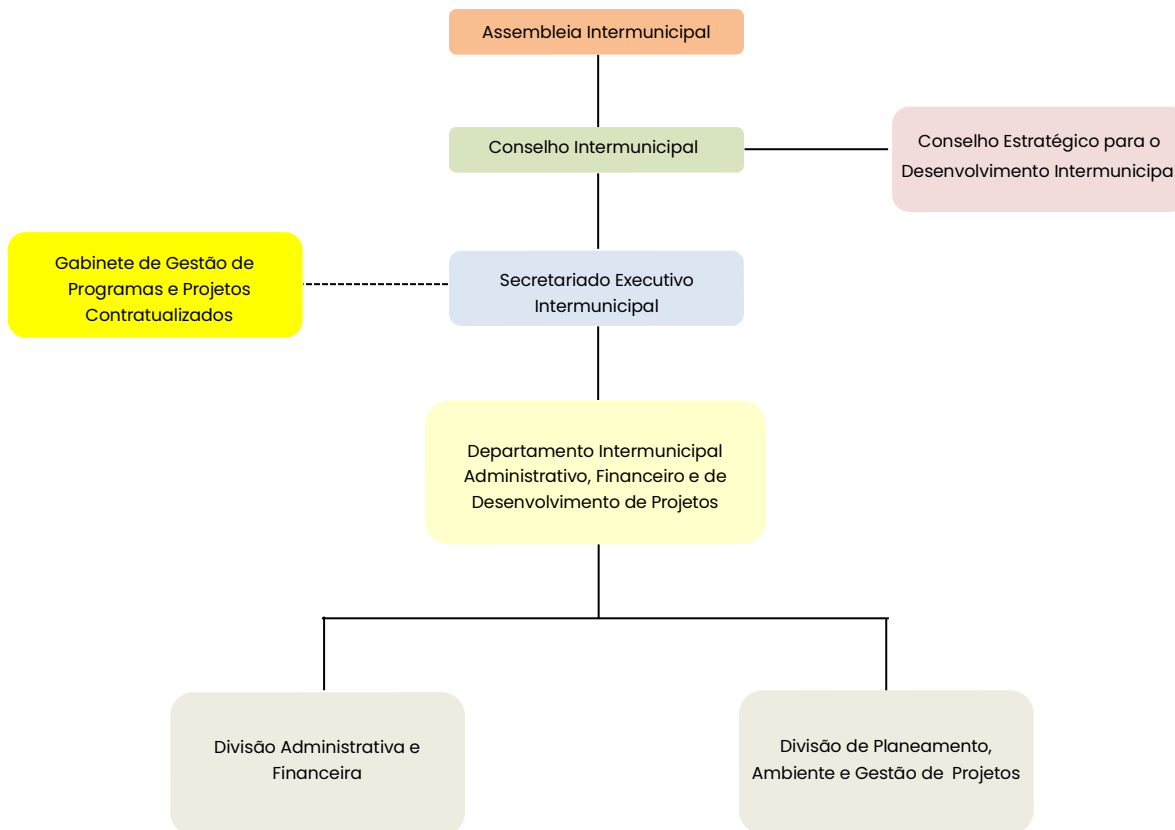 Assembleia Intermunicipal
Conselho Intermunicipal
Conselho Estratégico para o
Desenvolvimento Intermunicipa
Gabinete de Gestão de
Programas e Projetos
Contratualizados
Secretariado Executivo
Intermunicipal
Departamento Intermunicipal
Administrativo, Financeiro e de
Desenvolvimento de Projetos
Divisão Administrativa e
Financeira
Divisão de Planeamento,
Ambiente e Gestão de Projetos